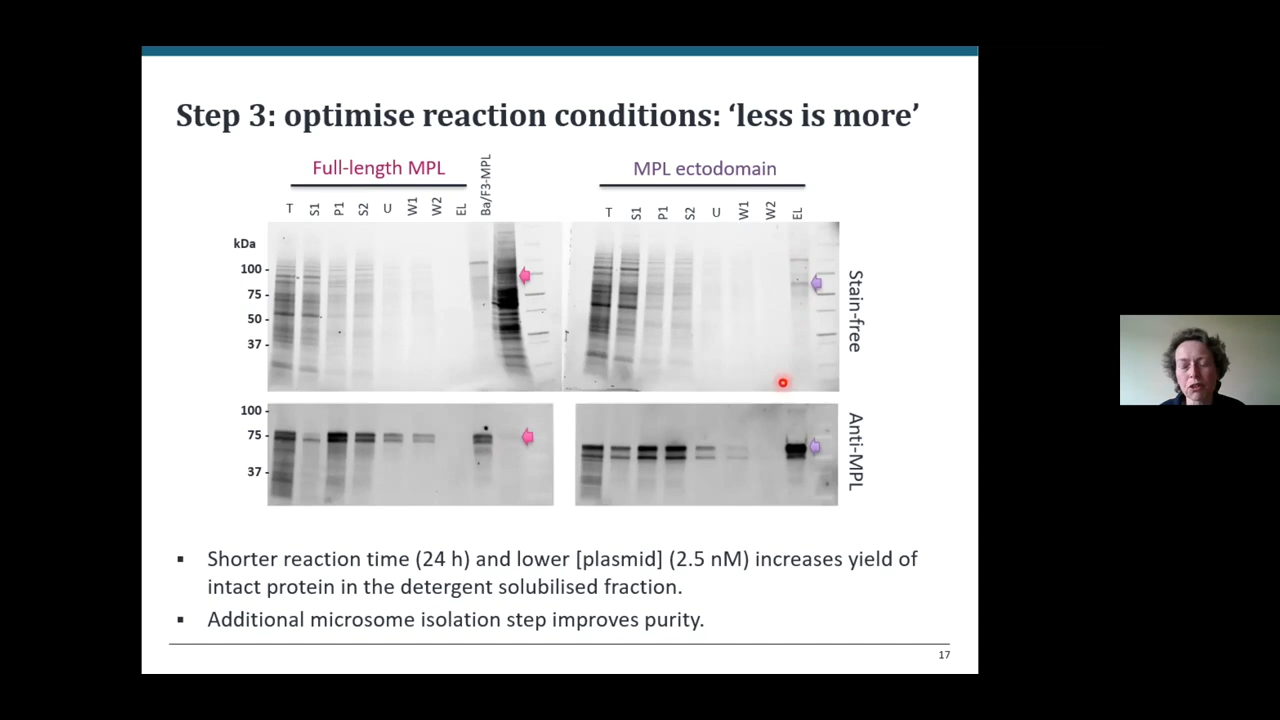 Step 3: optimise reaction conditions: ‘less is more’
Full-length MPL
MPL ectodomain
T S1 P1 S2 U W1 W2 EL Ba/F3-MPL
T S1 P1 S2 U W1 W2 EL
kDa
100 -
75 -
50 -
37 -
Stain-free
100 -
75 -
37 -
Anti-MPL
▪ Shorter reaction time (24 h) and lower [plasmid] (2.5 nM) increases yield of
intact protein in the detergent solubilised fraction.
▪ Additional microsome isolation step improves purity.
17